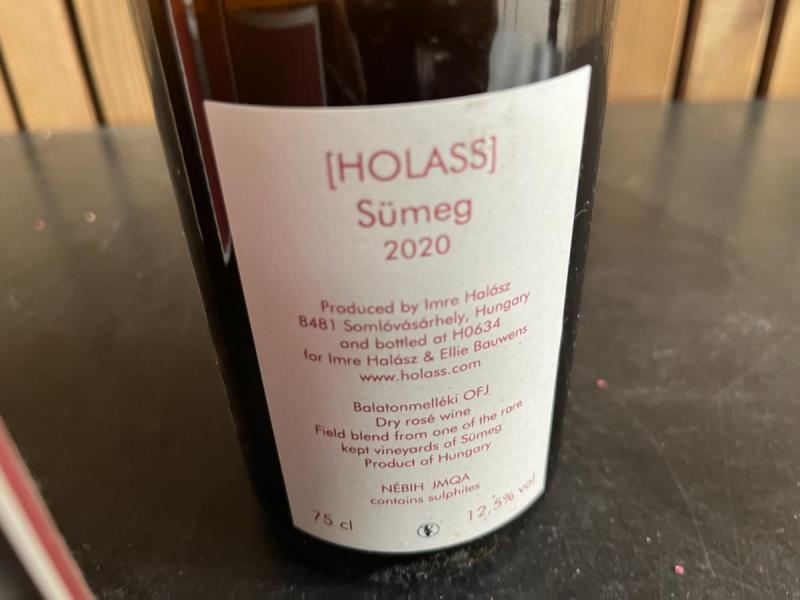 [HOLASS]
Sümeg
2020
Produced by Imre Halász
8481 Somlóvásárhely, Hungary
and bottled at H0634
for Imre Halász & Ellie Bauwens
www.holass.com
Balatonmelléki OFJ
Dry rosé wine
Field blend from one of the rare
kept vineyards of Sümeg
Product of Hungary
NÉBIH JMQA
contains sulphites
75 cl
12,5% vol